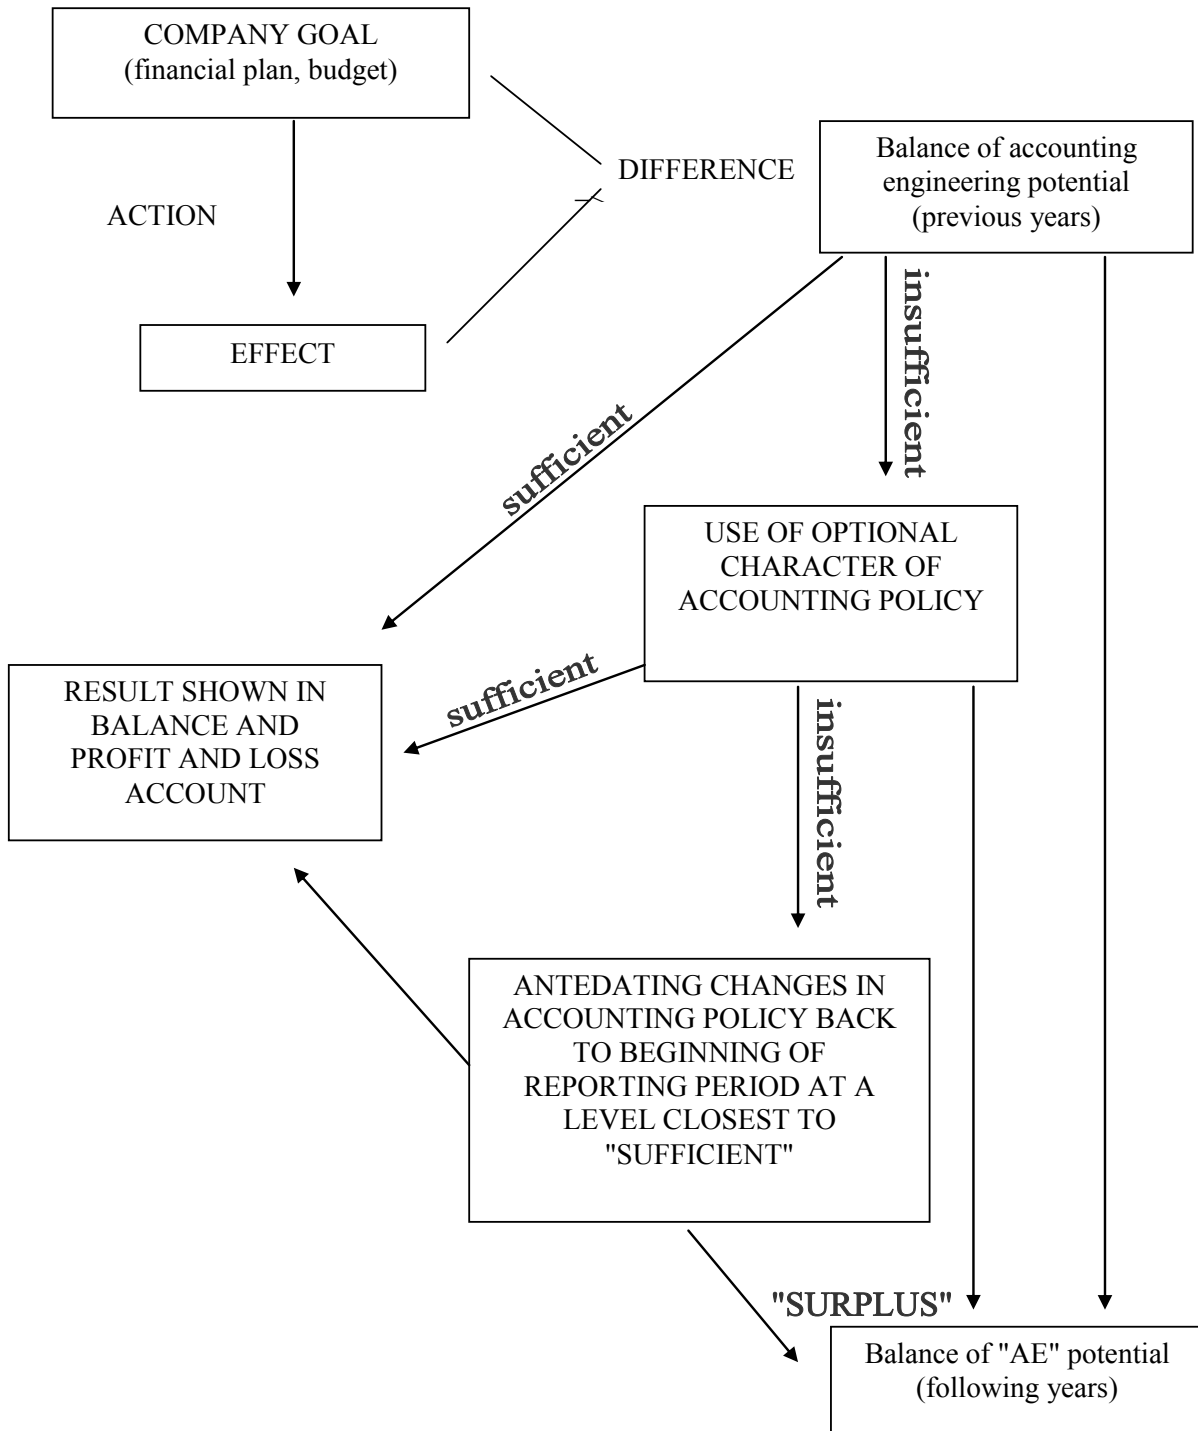 COMPANY GOAL
(financial plan, budget)
DIFFERENCE
Balance of accounting
engineering potential
(previous years)
ACTION
EFFECT
insufficient
sufficient
USE OF OPTIONAL
CHARACTER OF
ACCOUNTING POLICY
sufficient
RESULT SHOWN IN
BALANCE AND
PROFIT AND LOSS
ACCOUNT
insufficient
ANTEDATING CHANGES IN
ACCOUNTING POLICY BACK
TO BEGINNING OF
REPORTING PERIOD AT A
LEVEL CLOSEST TO
"SUFFICIENT"
"SURPLUS"
Balance of "AE" potential
(following years)